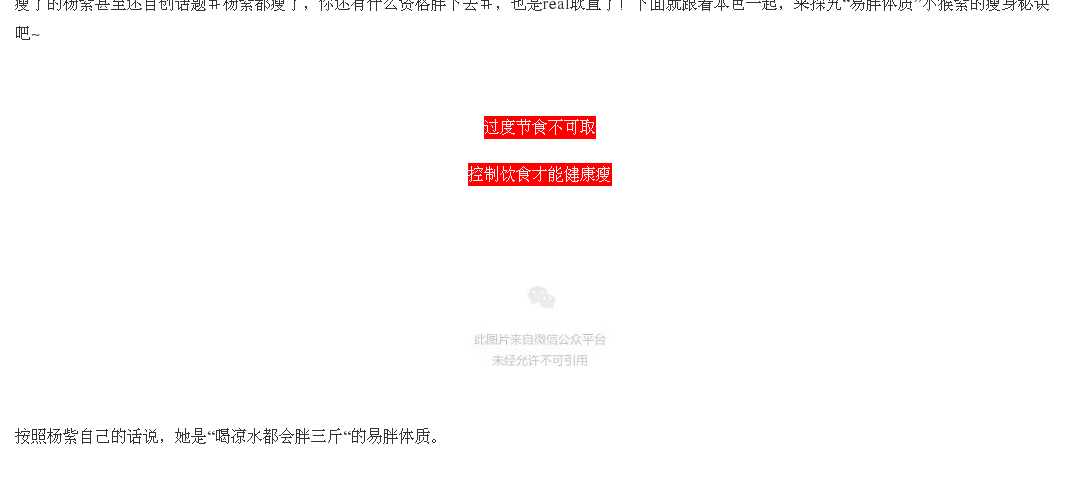 瘦了的杨紫甚至还自创话题#杨紫都瘦了，你还有什么资格胖下去#，也是real耿直了！下面就跟着本色一起，来探究“易胖体质”小猴紫的瘦身秘诀
吧~
过度节食不可取
控制饮食才能健康瘦
此图片来自微信公众平台
未经允许不可引用
按照杨紫自己的话说，她是“喝凉水都会胖三斤“的易胖体质。